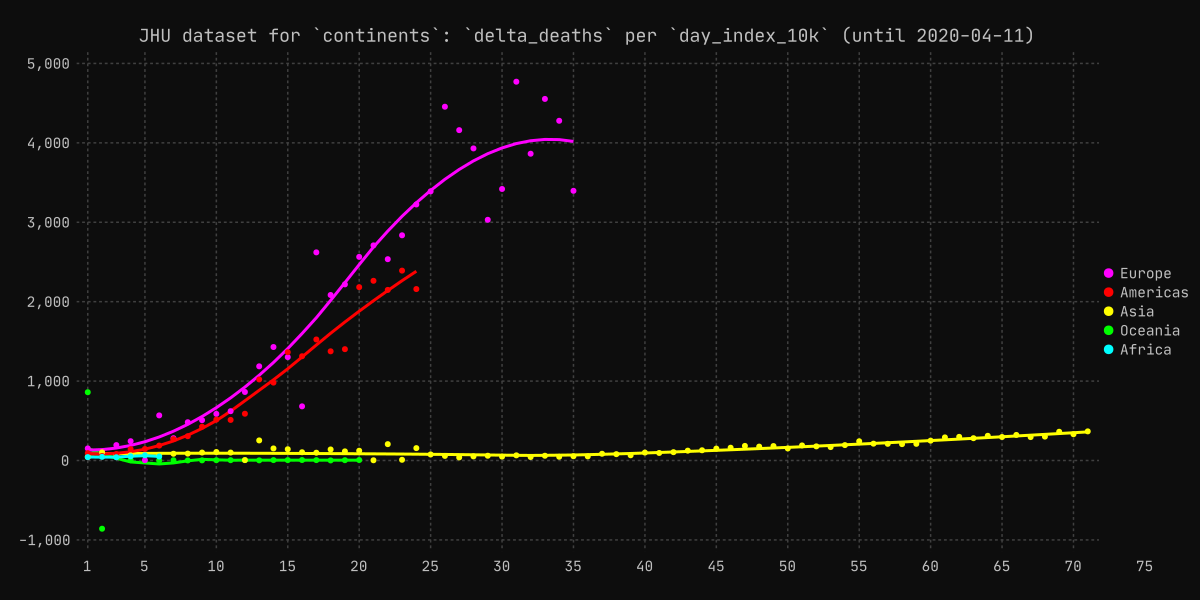 JHU dataset for `continents`: `delta_deaths` per `day_index_10k` (until 2020-04-11)
5,000
4,000
3,000
2,000
1,000
0
-1,000
1 5 10 15 20 25 30 35 40 45 50 55 60 65 70 75
Europe
Americas
Asia
Oceania
Africa